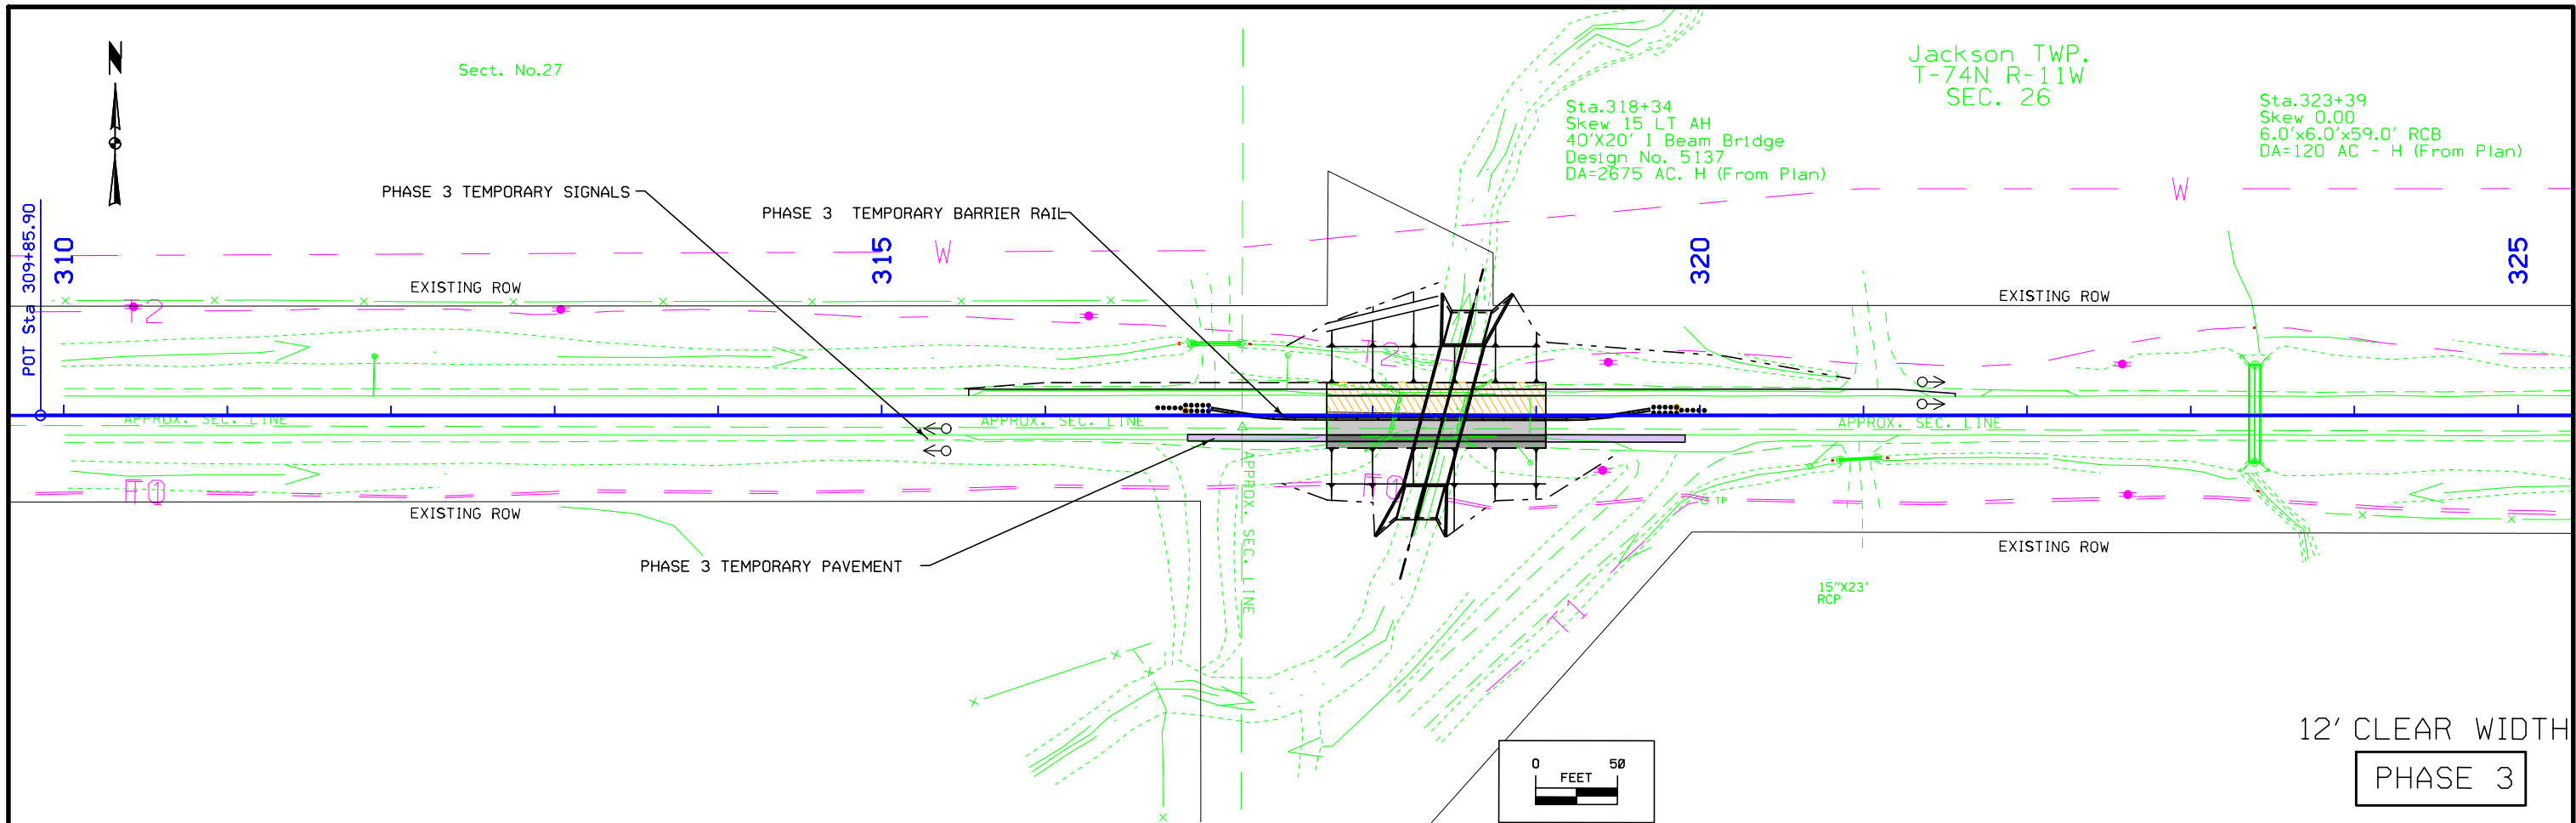 N
Sect. No.27
Jackson TWP.
T-74N R-11W
SEC. 26
Sta.318+34
Skew 15 LT AH
40'X20' I Beam Bridge
Design No. 5137
DA=2675 AC. H (From Plan)
Sta.323+39
Skew 0.00
6.0'x6.0'x59.0' RCB
DA=120 AC - H (From Plan)
PHASE 3 TEMPORARY SIGNALS
PHASE 3 TEMPORARY BARRIER RAIL
W
W
POT Sta 309+85.90
310
315
320
325
EXISTING ROW
EXISTING ROW
T2
T2
APPROX. SEC. LINE
APPROX. SEC. LINE
APPROX. SEC. LINE
APPROX. SEC. LINE
TP
EXISTING ROW
EXISTING ROW
PHASE 3 TEMPORARY PAVEMENT
15"X23'
RCP
T1
12' CLEAR WIDTH
PHASE 3
0 50
FEET